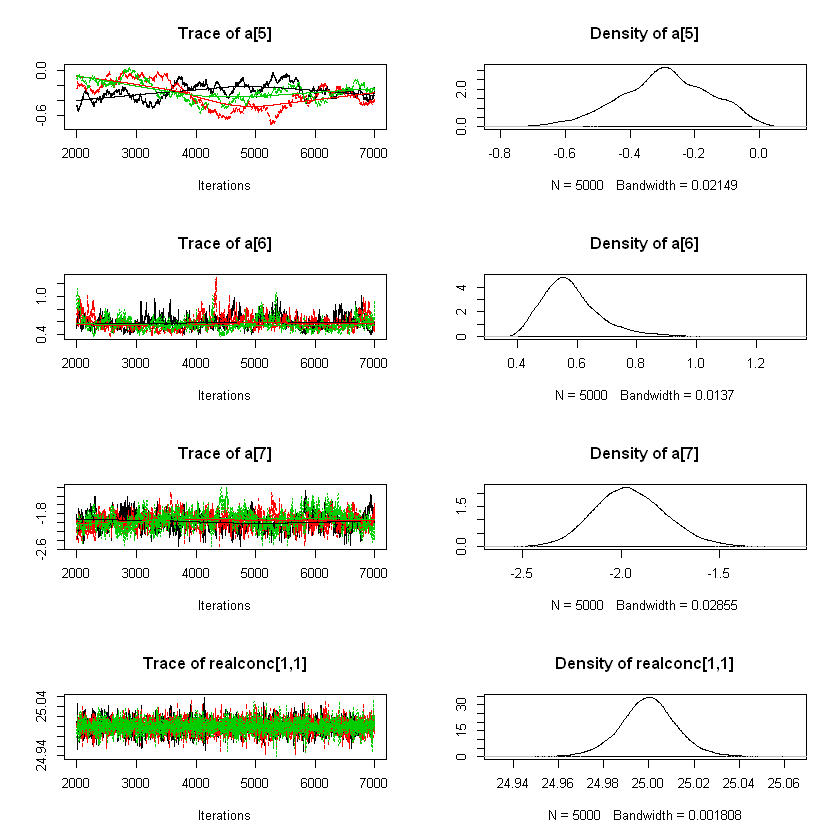 Trace of a[5]
0.0
-0.6
2000 3000 4000 5000 6000 7000
Iterations
Density of a[5]
2.0
0.0
-0.8 -0.6 -0.4 -0.2 0.0
N = 5000 Bandwidth = 0.02149
Trace of a[6]
1.0
0.4
2000 3000 4000 5000 6000 7000
Iterations
Density of a[6]
4
2
0
0.4 0.6 0.8 1.0 1.2
N = 5000 Bandwidth = 0.0137
Trace of a[7]
-1.8
-2.6
2000 3000 4000 5000 6000 7000
Iterations
Density of a[7]
1.5
0.0
-2.5 -2.0 -1.5
N = 5000 Bandwidth = 0.02855
Trace of realconc[1,1]
25.04
24.94
2000 3000 4000 5000 6000 7000
Iterations
Density of realconc[1,1]
30
15
0
24.94 24.96 24.98 25.00 25.02 25.04 25.06
N = 5000 Bandwidth = 0.001808